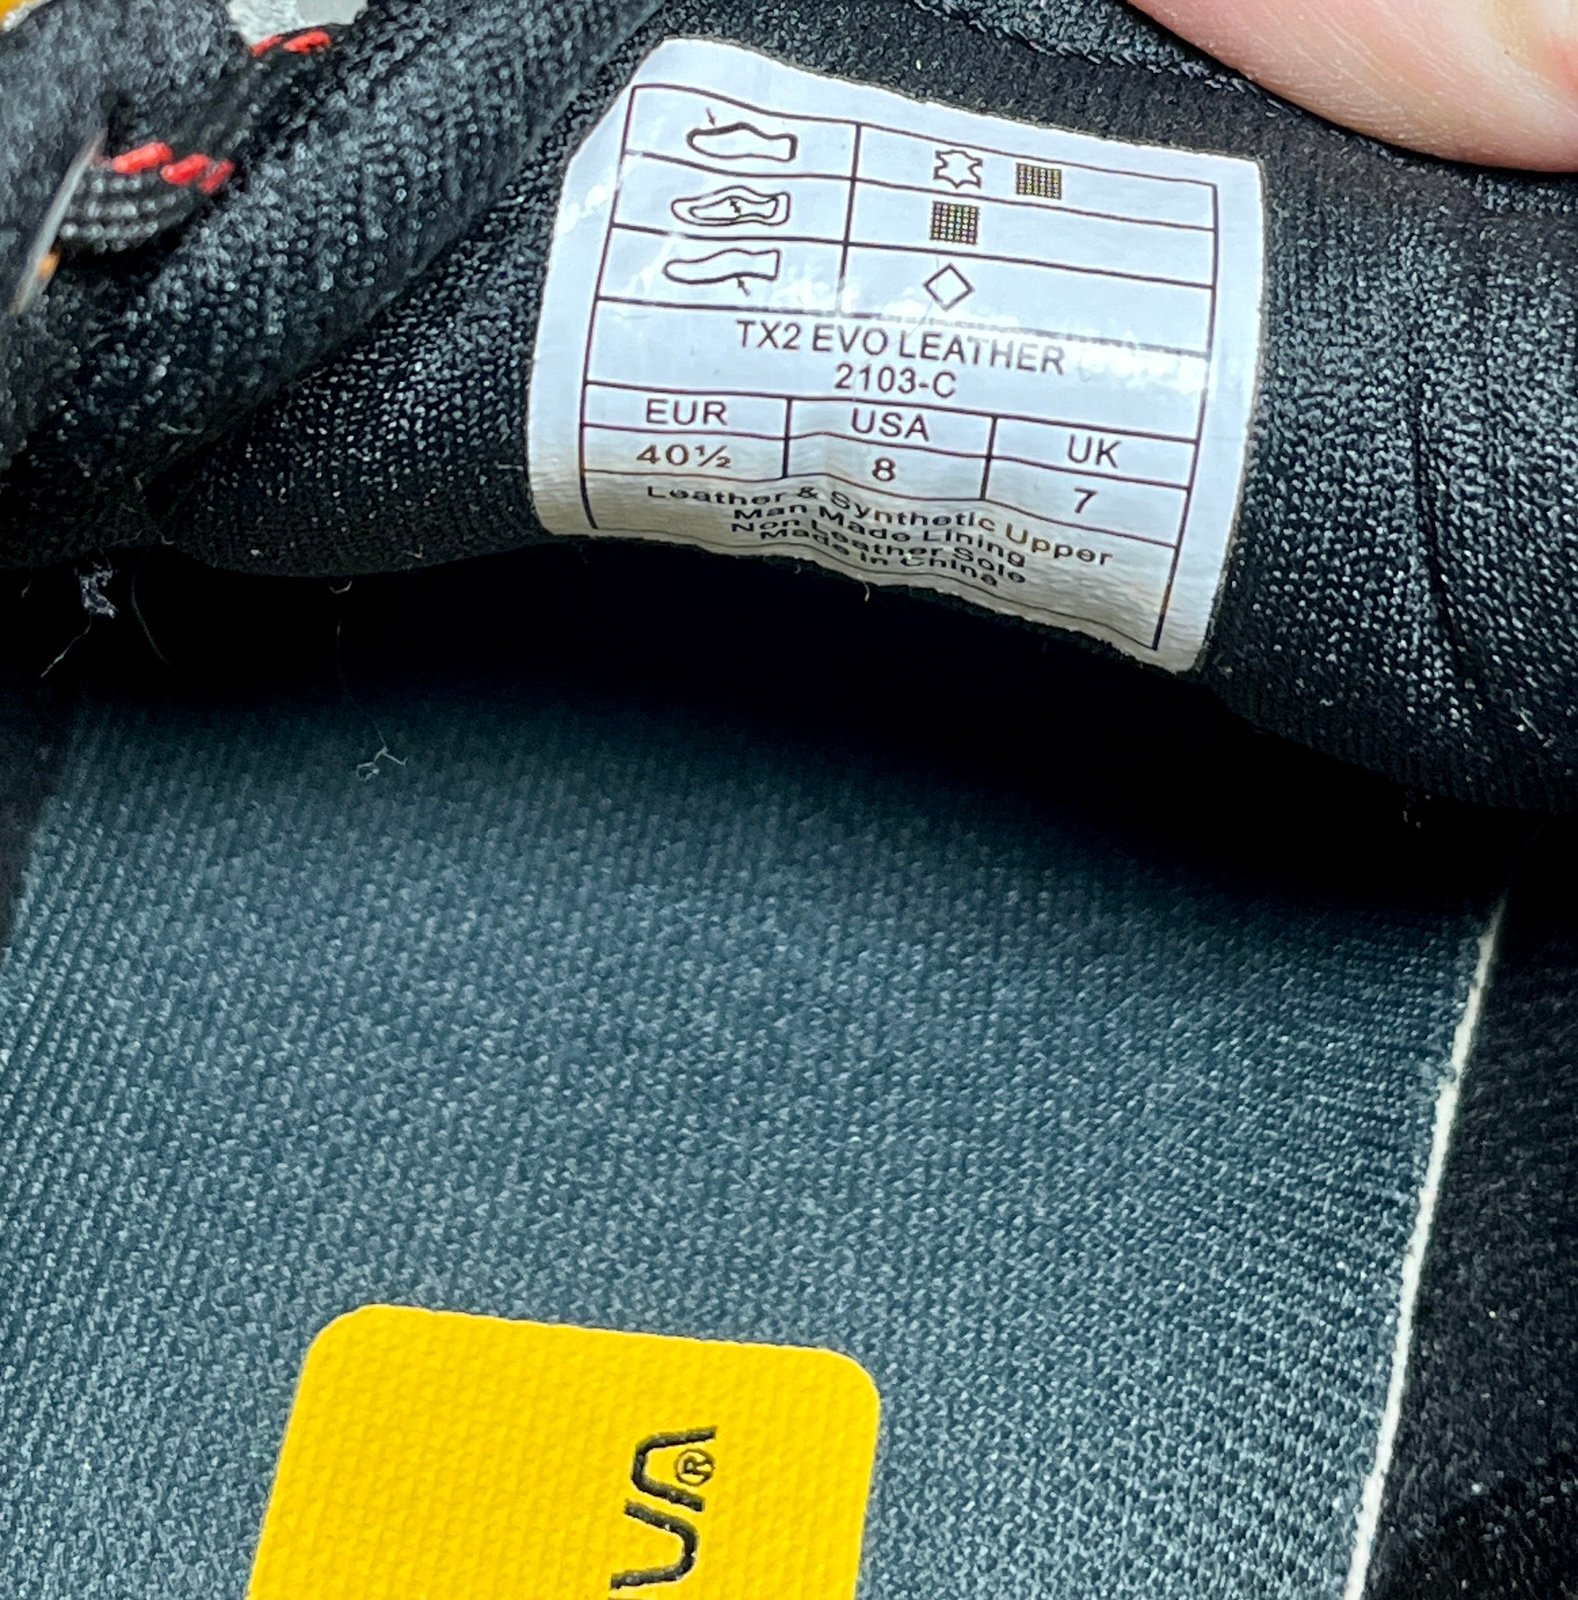 TX2 EVO LEATHER
2103-C
EUR USA UK
40½ 8 7
Leather & Synthetic Upper
Man Made Lining
Non Leather Sole
Made in China
®